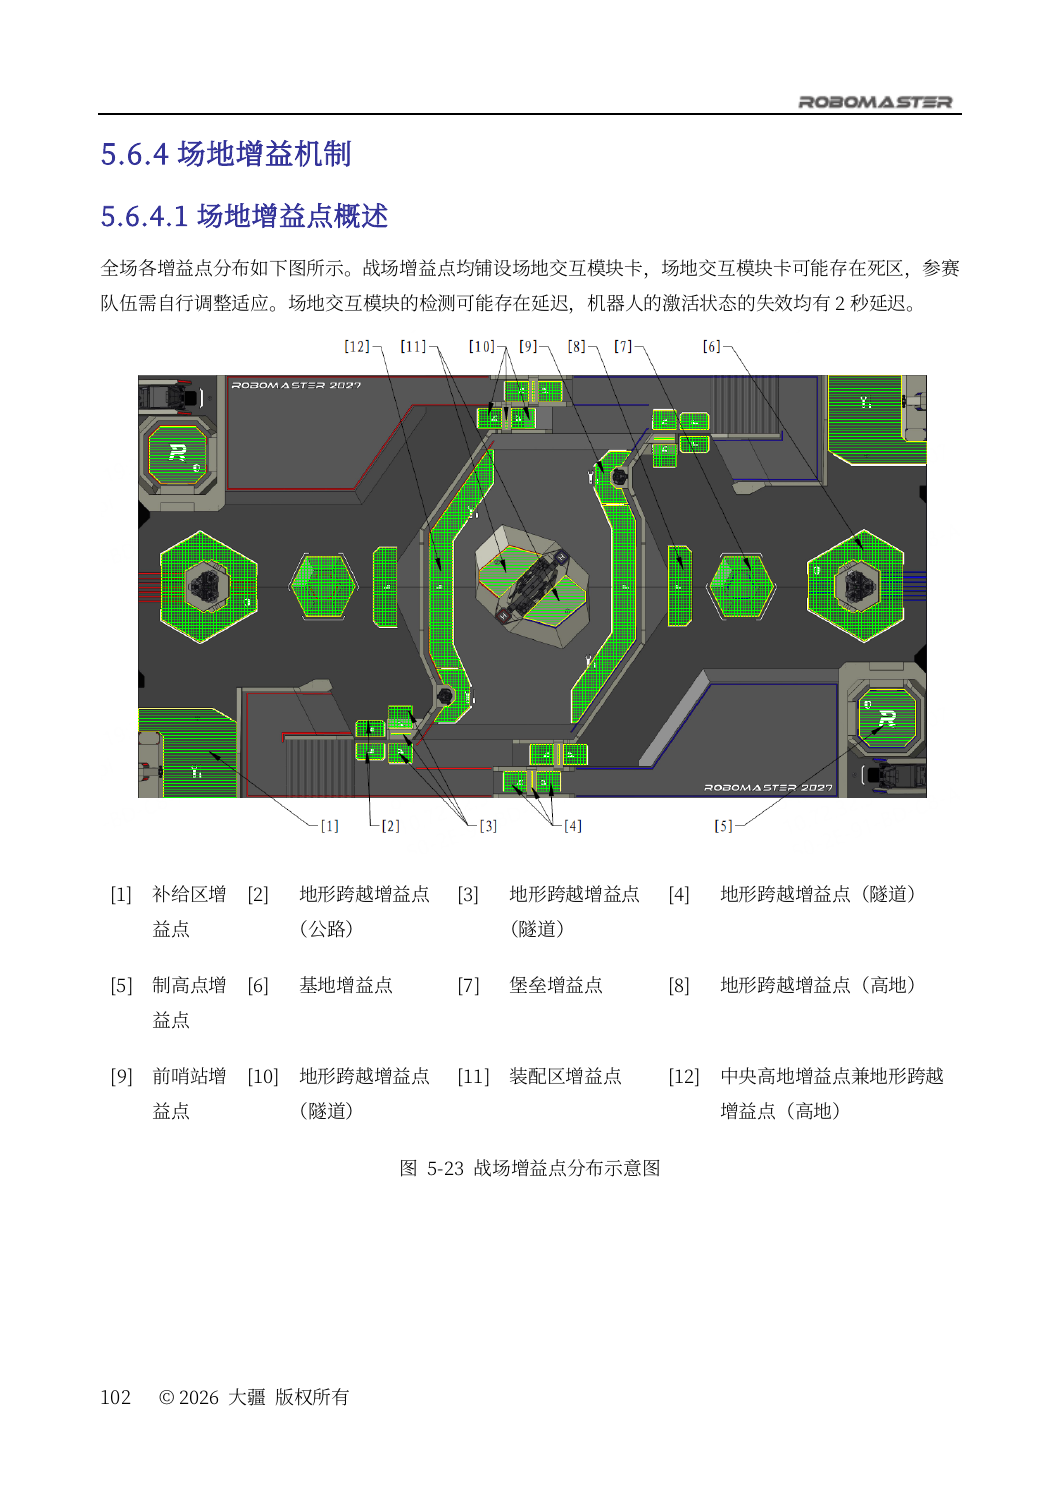 ROBOMASTER
5.6.4 场地增益机制
5.6.4.1 场地增益点概述
全场各增益点分布如下图所示。战场增益点均铺设场地交互模块卡，场地交互模块卡可能存在死区，参赛
队伍需自行调整适应。场地交互模块的检测可能存在延迟，机器人的激活状态的失效均有 2 秒延迟。
[12] [11] [10] [9] [8] [7] [6]
ROBOMASTER 2027
ROBOMASTER 2027
[1] [2] [3] [4] [5]
[1] 补给区增 [2] 地形跨越增益点 [3] 地形跨越增益点 [4] 地形跨越增益点（隧道）
益点 （公路） （隧道）
[5] 制高点增 [6] 基地增益点 [7] 堡垒增益点 [8] 地形跨越增益点（高地）
益点
[9] 前哨站增 [10] 地形跨越增益点 [11] 装配区增益点 [12] 中央高地增益点兼地形跨越
益点 （隧道） 增益点（高地）
图 5-23 战场增益点分布示意图
102 © 2026 大疆 版权所有